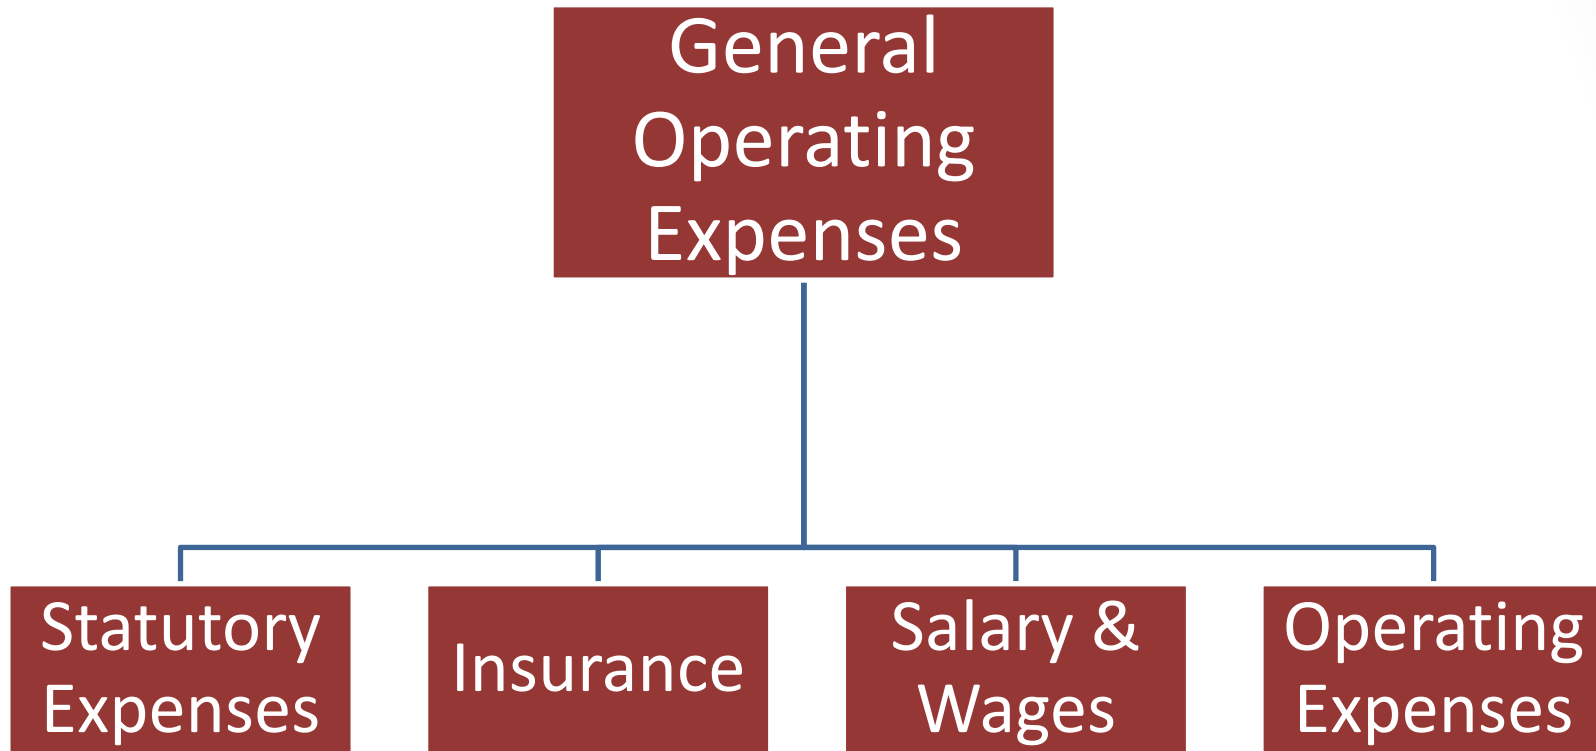 General
Operating
Expenses
Statutory
Expenses
Insurance
Salary &
Wages
Operating
Expenses